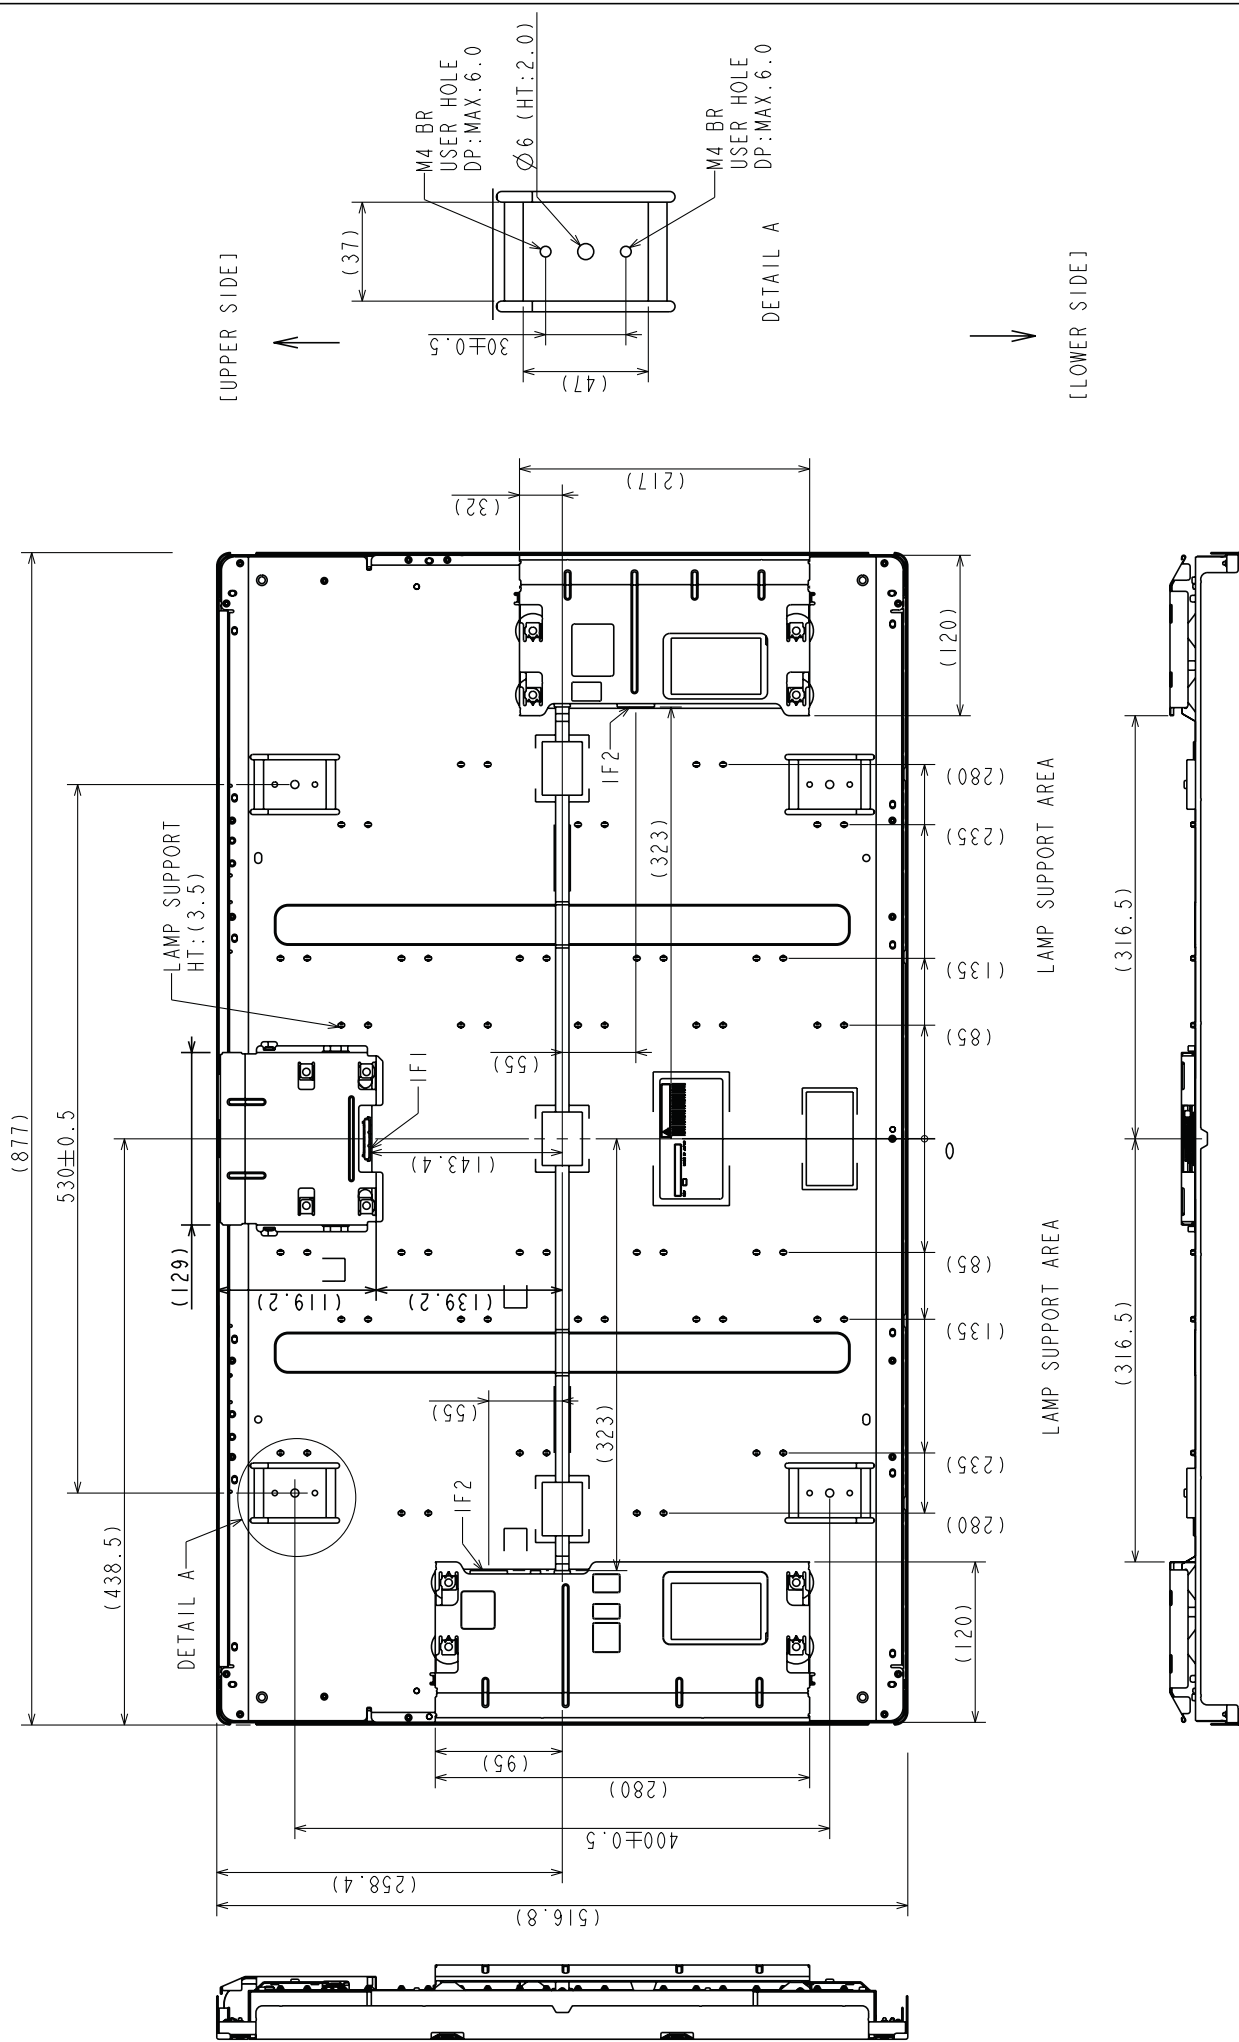 [UPPER SIDE]
[LOWER SIDE]
M4 BR
USER HOLE
DP:MAX.6.0
Ø6 (HT:2.0)
M4 BR
USER HOLE
DP:MAX.6.0
(37)
30±0.5
(47)
DETAIL A
(877)
530±0.5
(438.5)
(129)
LAMP SUPPORT
HT:(3.5)
DETAIL A
IF1
IF2
IF2
(119.2)
(139.2)
(143.4)
(55)
(55)
(323)
(323)
(32)
(217)
(120)
(280)
(235)
(135)
(85)
0
(85)
(135)
(235)
(280)
(120)
LAMP SUPPORT AREA
LAMP SUPPORT AREA
(316.5)
(316.5)
(95)
(280)
400±0.5
(258.4)
(516.8)